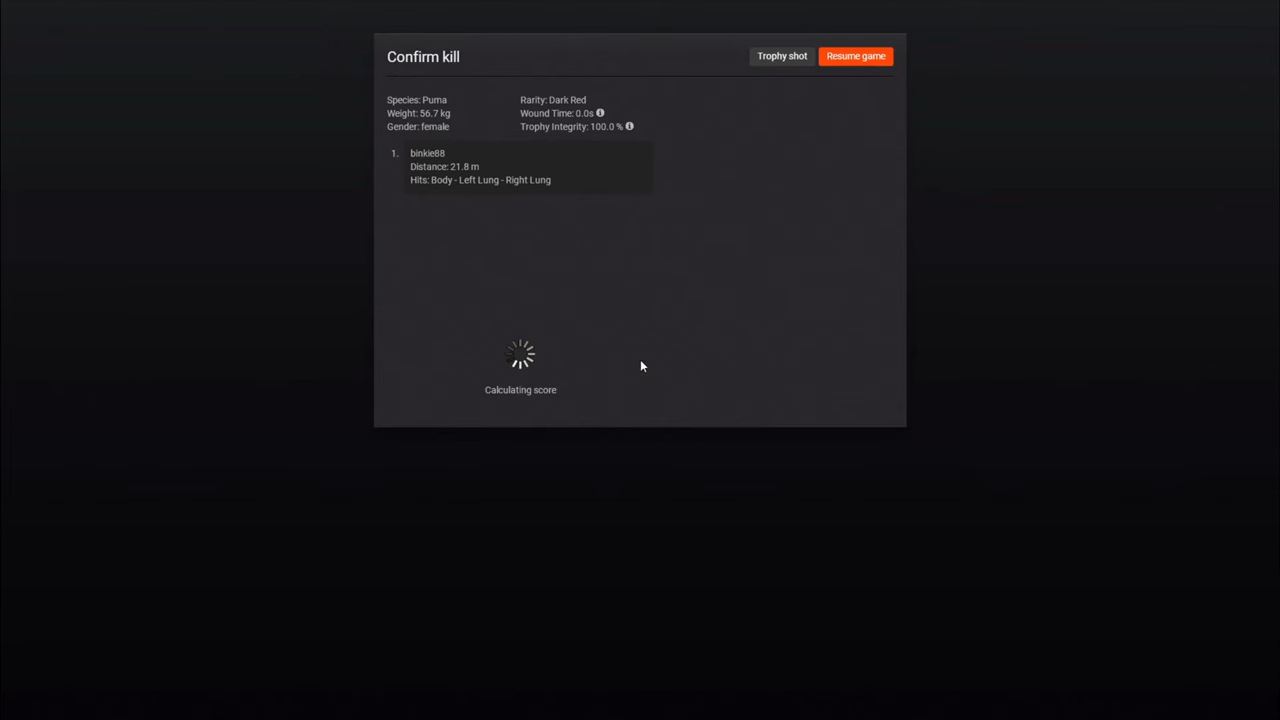 Confirm kill
Trophy shot
Resume game
Species: Puma
Weight: 56.7 kg
Gender: female
Rarity: Dark Red
Wound Time: 0.0s
Trophy Integrity: 100.0 %
1.
binkie88
Distance: 21.8 m
Hits: Body - Left Lung - Right Lung
Calculating score